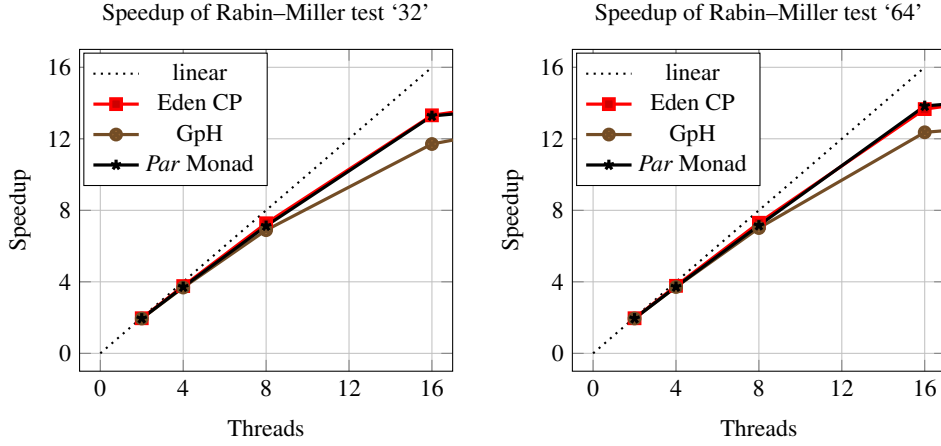 Speedup of Rabin–Miller test ‘32’
16
12
8
4
0
Speedup
linear
Eden CP
GpH
Par Monad
0 4 8 12 16
Threads
Speedup of Rabin–Miller test ‘64’
16
12
8
4
0
Speedup
linear
Eden CP
GpH
Par Monad
0 4 8 12 16
Threads